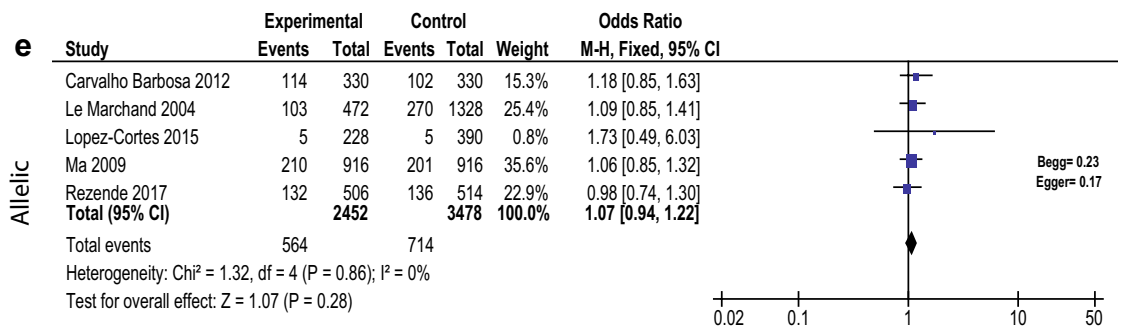 Experimental Control Odds Ratio
e Study Events Total Events Total Weight M-H, Fixed, 95% CI
Carvalho Barbosa 2012 114 330 102 330 15.3% 1.18 [0.85, 1.63]
Le Marchand 2004 103 472 270 1328 25.4% 1.09 [0.85, 1.41]
Lopez-Cortes 2015 5 228 5 390 0.8% 1.73 [0.49, 6.03]
Ma 2009 210 916 201 916 35.6% 1.06 [0.85, 1.32]
Begg= 0.23
Egger= 0.17
Rezende 2017 132 506 136 514 22.9% 0.98 [0.74, 1.30]
Total (95% CI) 2452 3478 100.0% 1.07 [0.94, 1.22]
Total events 564 714
Heterogeneity: Chi² = 1.32, df = 4 (P = 0.86); I² = 0%
Test for overall effect: Z = 1.07 (P = 0.28)
0.02 0.1 1 10 50
Allelic